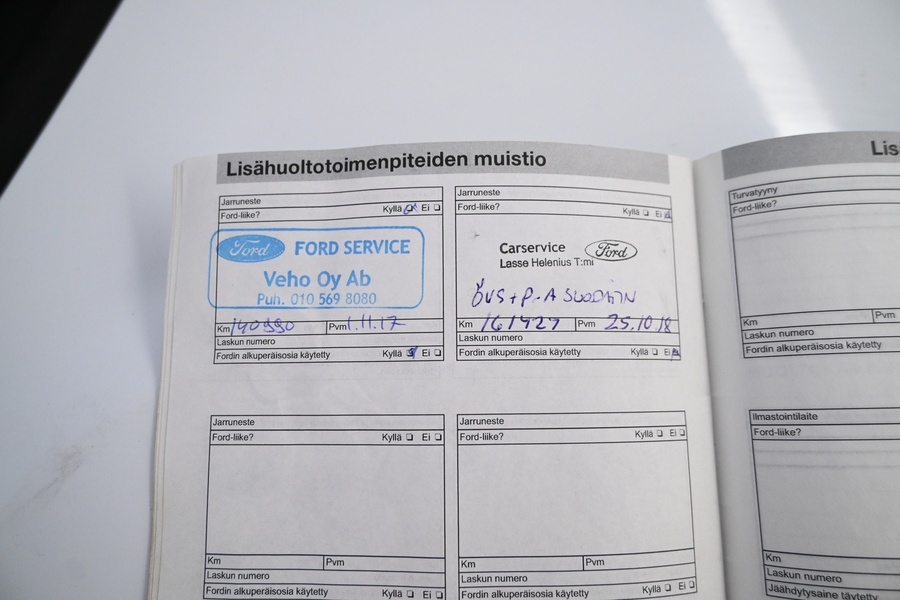 Lisähuoltotoimenpiteiden muistio
Jarruneste
Ford-liike? Kyllä Ei
Ford FORD SERVICE
Veho Oy Ab
Puh. 010 569 8080
Km 140990 Pvm 1.11.17
Laskun numero
Fordin alkuperäisosia käytetty Kyllä Ei
Jarruneste
Ford-liike? Kyllä Ei
Carservice Ford
Lasse Helenius T:mi
ÖVS + P-A SUODATIN
Km 161427 Pvm 25.10.18
Laskun numero
Fordin alkuperäisosia käytetty Kyllä Ei
Jarruneste
Ford-liike? Kyllä Ei
Km Pvm
Laskun numero
Fordin alkuperäisosia käytetty Kyllä Ei
Jarruneste
Ford-liike? Kyllä Ei
Km Pvm
Laskun numero
Fordin alkuperäisosia käytetty Kyllä Ei
Lis
Turvatyyny
Ford-liike?
Km Pvm
Laskun numero
Fordin alkuperäisosia käytetty
Ilmastointilaite
Ford-liike?
Km
Laskun numero
Jäähdytysaine täytetty